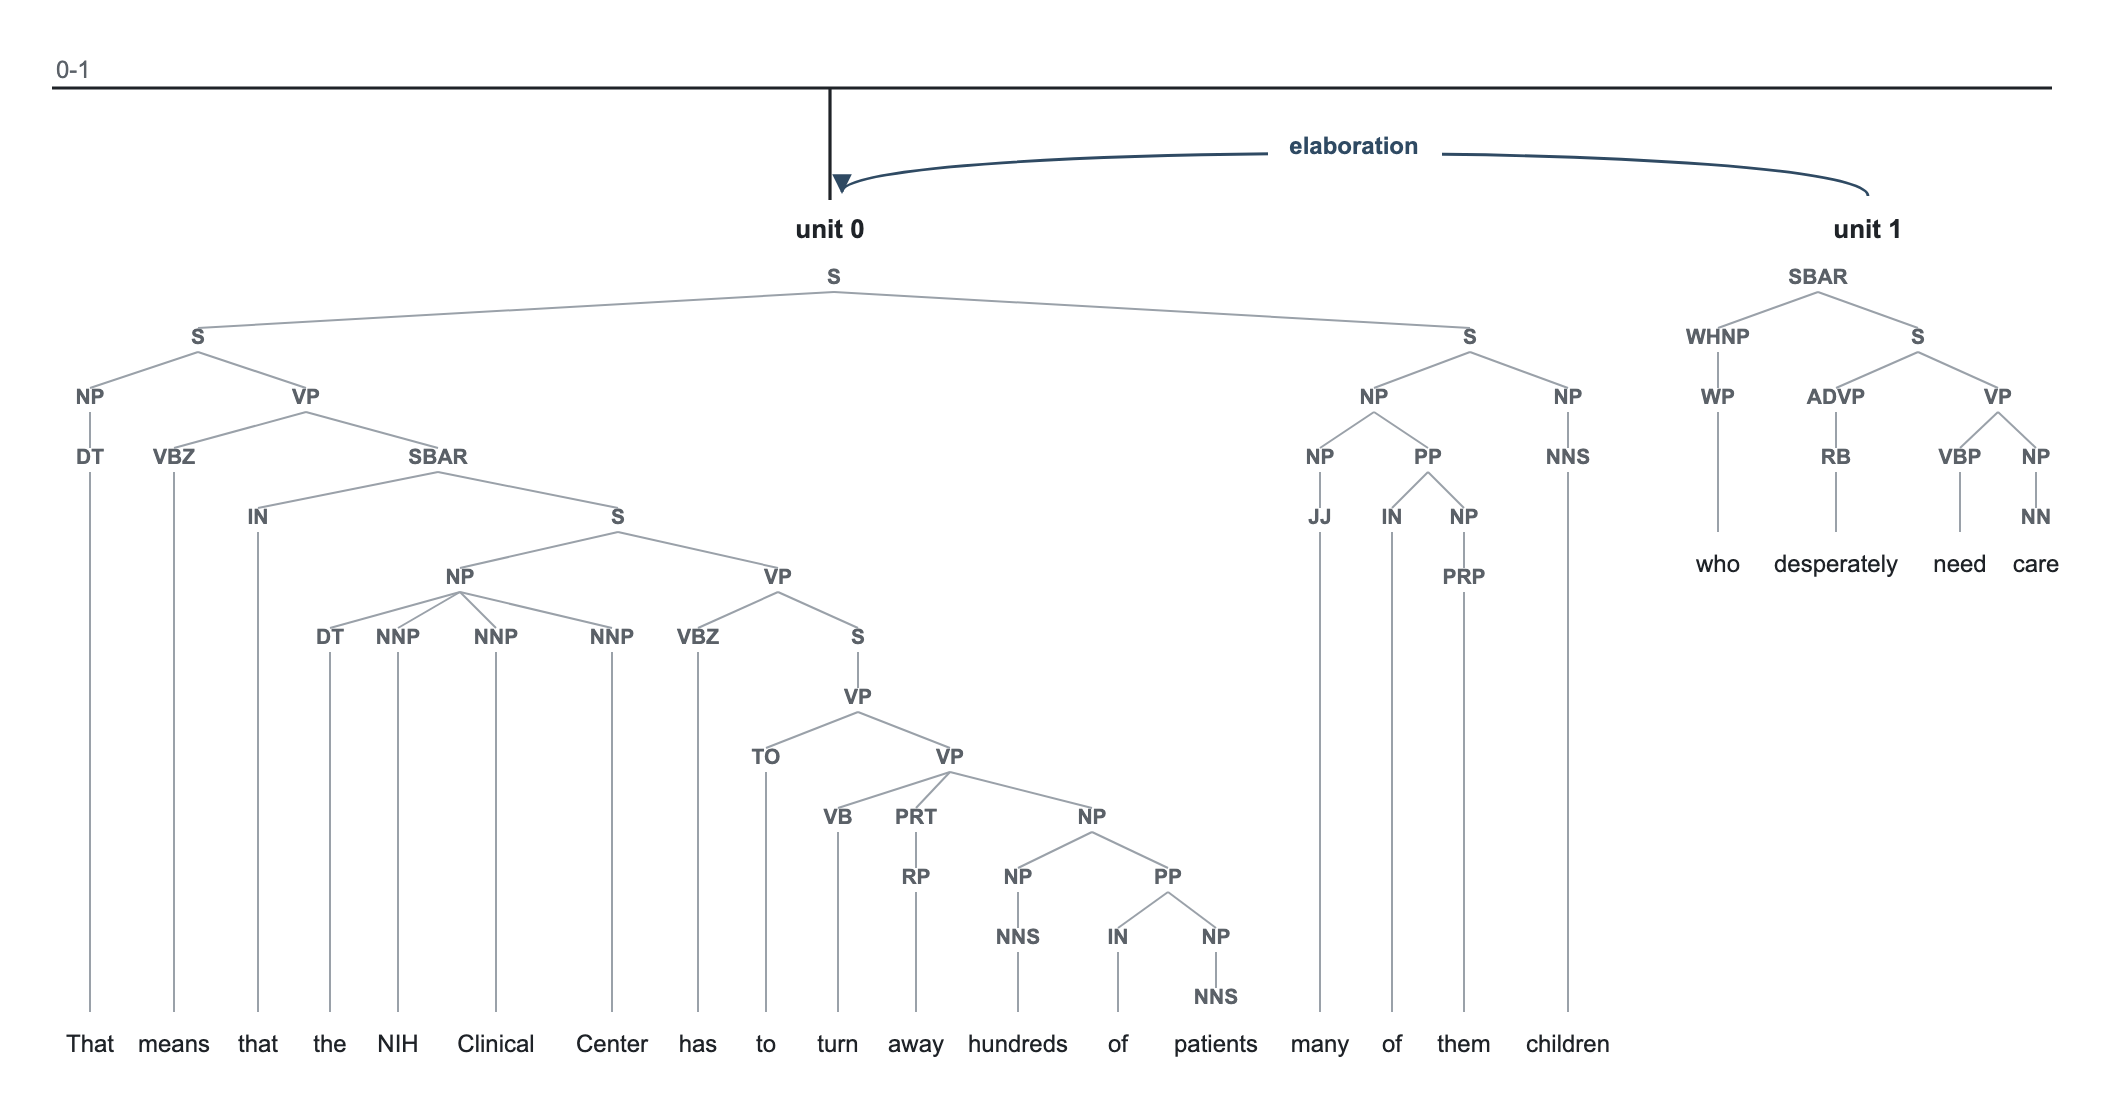 0-1
elaboration
unit 0 unit 1
S SBAR
S S WHNP S
NP VP NP NP WP ADVP VP
DT VBZ SBAR NP PP NNS RB VBP NP
IN S JJ IN NP NN
who desperately need care
NP VP PRP
DT NNP NNP NNP VBZ S
VP
TO VP
VB PRT NP
RP NP PP
NNS IN NP
NNS
That means that the NIH Clinical Center has to turn away hundreds of patients many of them children